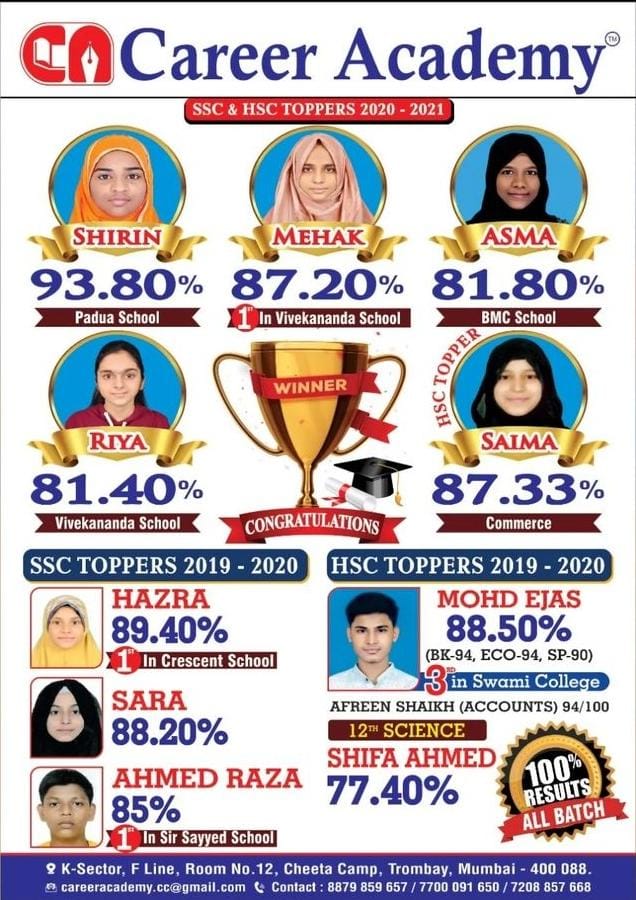 CA Career Academy TM
SSC & HSC TOPPERS 2020 - 2021
SHIRIN
93.80%
Padua School
MEHAK
87.20%
1st In Vivekananda School
ASMA
81.80%
BMC School
RIYA
81.40%
Vivekananda School
WINNER
CONGRATULATIONS
HSC TOPPER
SAIMA
87.33%
Commerce
SSC TOPPERS 2019 - 2020
HAZRA
89.40%
1st In Crescent School
SARA
88.20%
AHMED RAZA
85%
1st In Sir Sayyed School
HSC TOPPERS 2019 - 2020
MOHD EJAS
88.50%
(BK-94, ECO-94, SP-90)
3RD in Swami College
AFREEN SHAIKH (ACCOUNTS) 94/100
12TH SCIENCE
SHIFA AHMED
77.40%
100%
RESULTS
ALL BATCH
K-Sector, F Line, Room No.12, Cheeta Camp, Trombay, Mumbai - 400 088.
careeracademy.cc@gmail.com / Contact : 8879 859 657 / 7700 091 650 / 7208 857 668